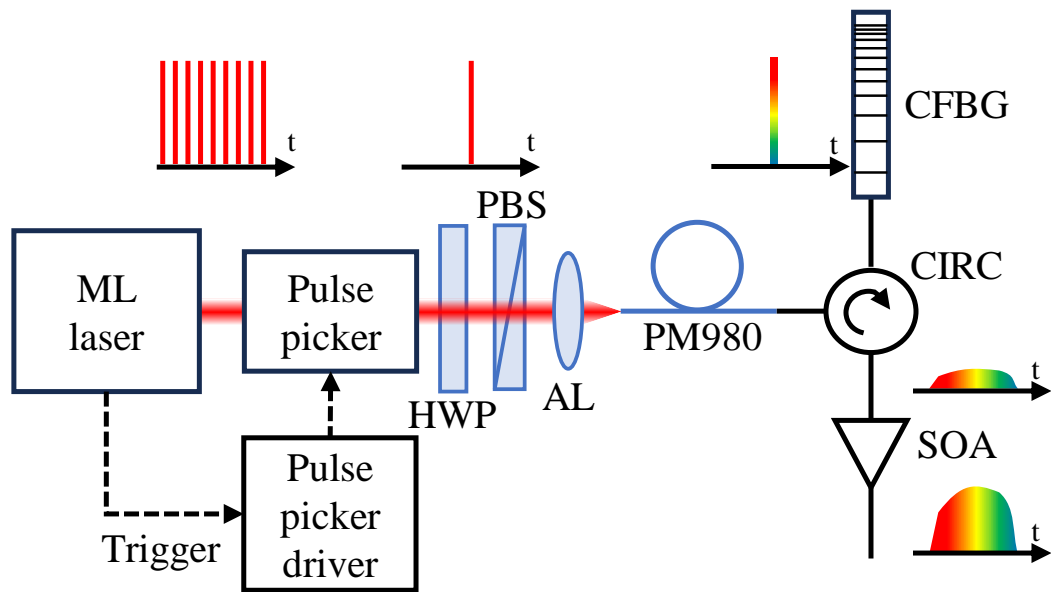 t
t
t
CFBG
PBS
ML
laser
Pulse
picker
CIRC
PM980
HWP
AL
t
SOA
Pulse
picker
driver
Trigger
t